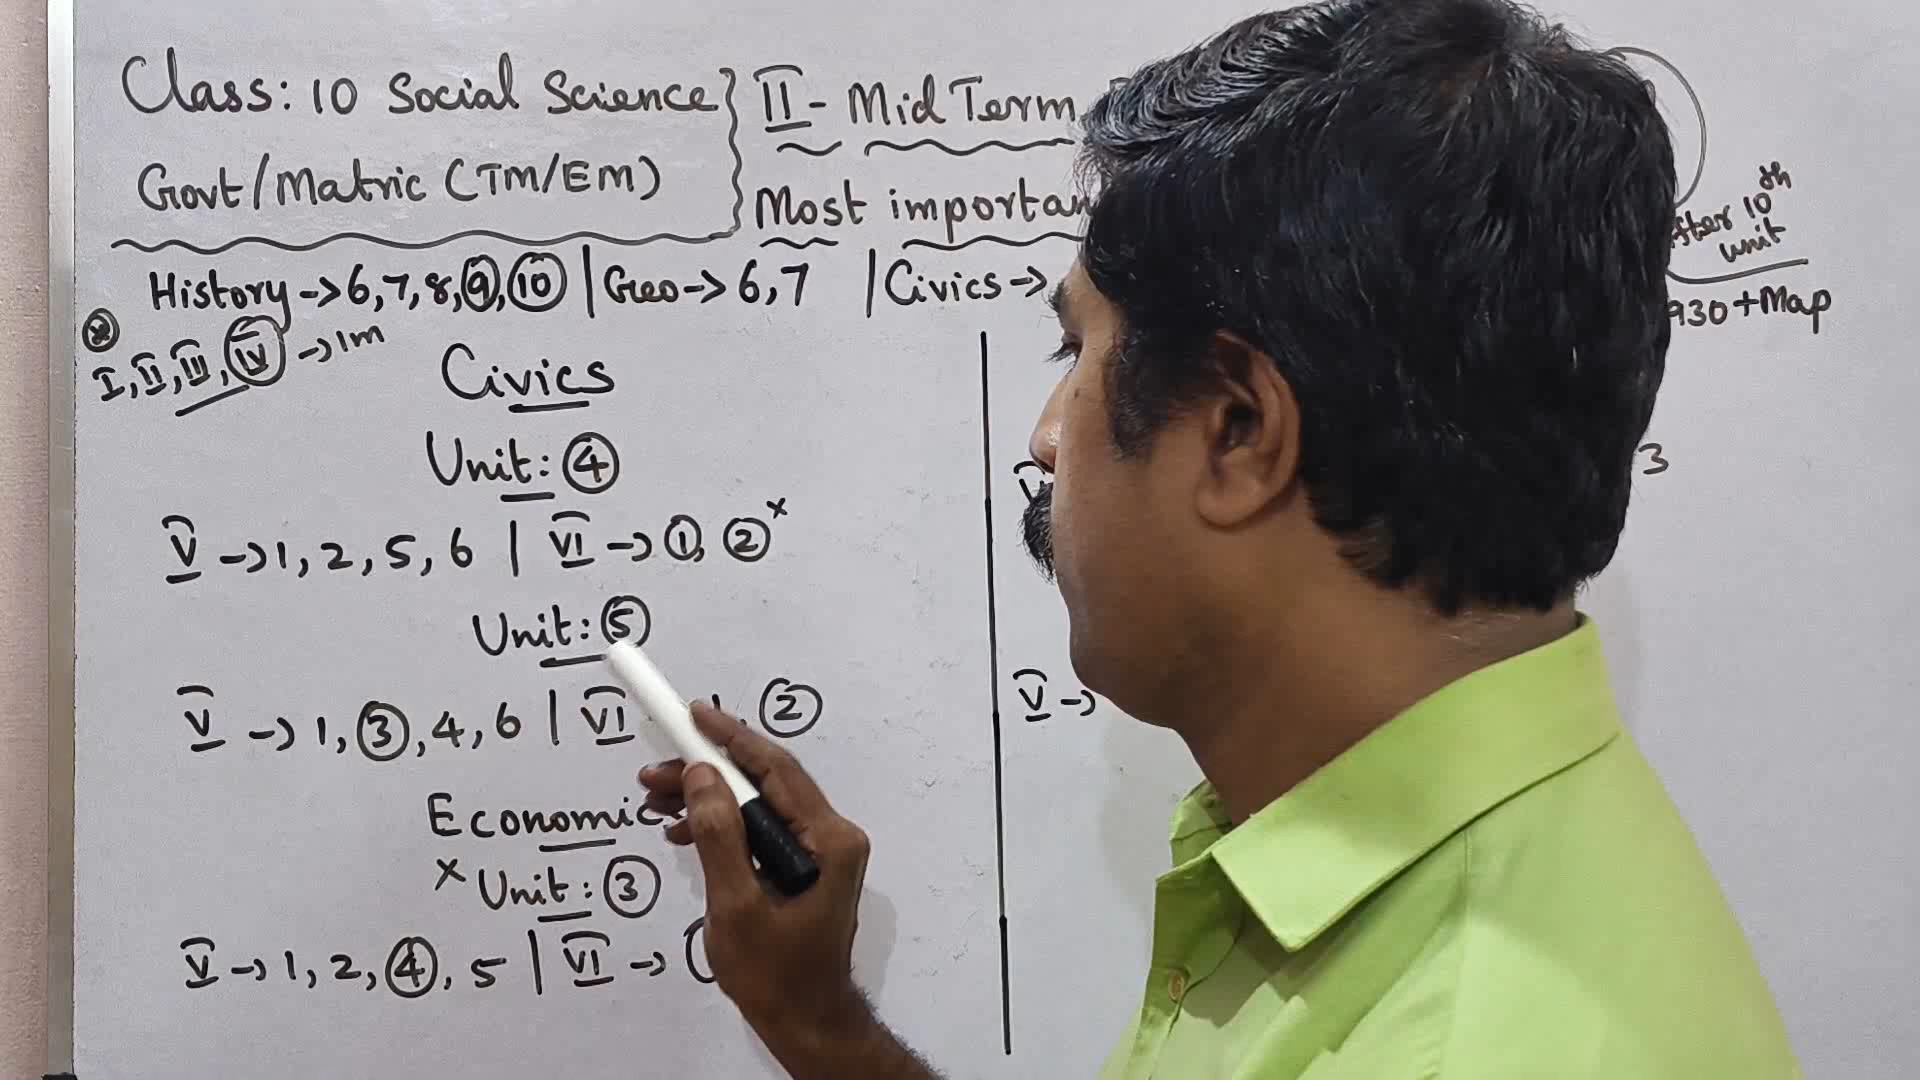 Class: 10 Social Science
Govt/Matric (TM/EM)
II - Mid Term
Most important
after 10th unit
930 + Map
History → 6, 7, 8, 9, 10 | Geo → 6, 7 | Civics →
I, II, III, IV → 1m
Civics
Unit: 4
V → 1, 2, 5, 6 | VI → 1, 2 x
Unit: 5
V → 1, 3, 4, 6 | VI 1, 2
Economic
x Unit: 3
V → 1, 2, 4, 5 | VI →
3
V →